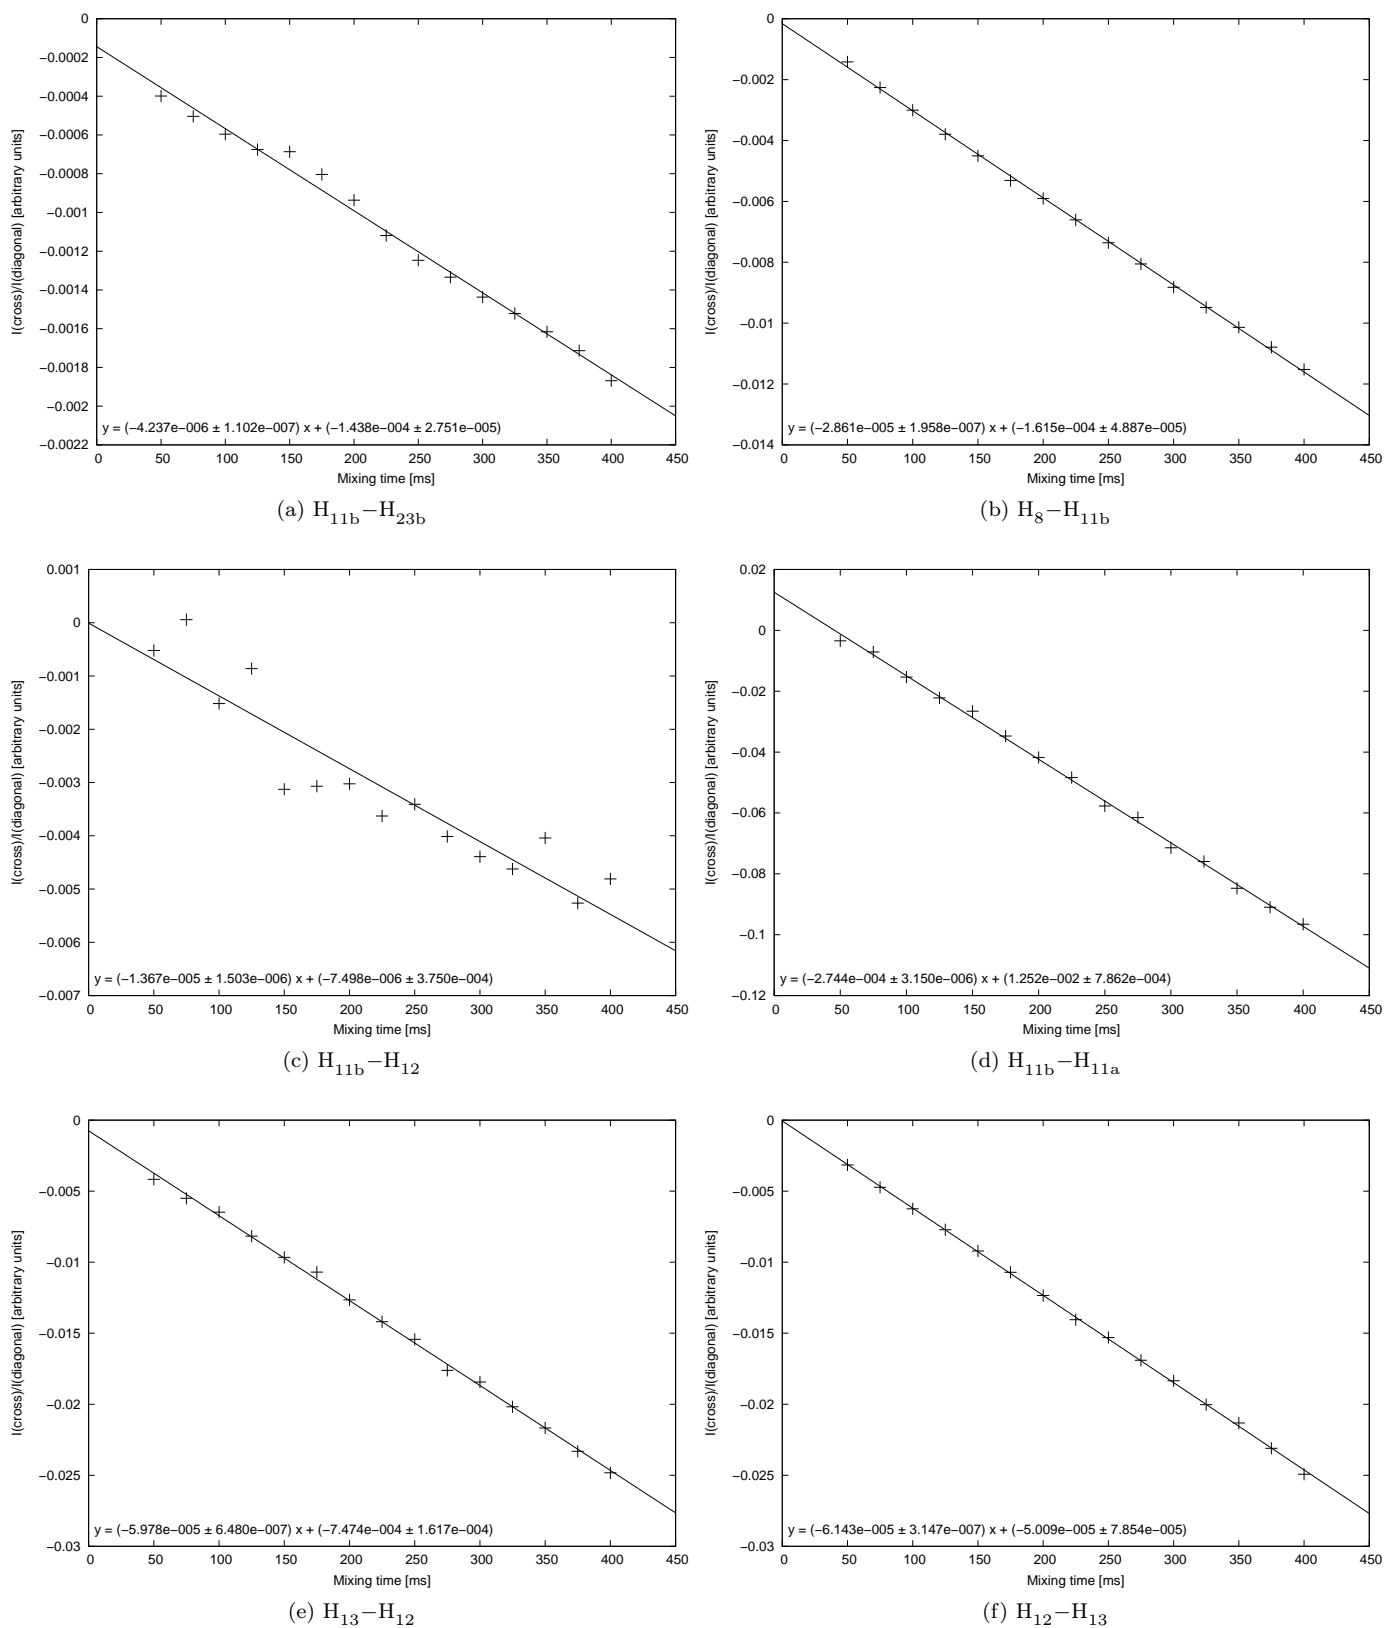 0
−0.0002
−0.0004
−0.0006
−0.0008
−0.001
−0.0012
−0.0014
−0.0016
−0.0018
−0.002
−0.0022
I(cross)/I(diagonal) [arbitrary units]
y = (−4.237e−006 ± 1.102e−007) x + (−1.438e−004 ± 2.751e−005)
0 50 100 150 200 250 300 350 400 450
Mixing time [ms]
(a) H11b−H23b
0
−0.002
−0.004
−0.006
−0.008
−0.01
−0.012
−0.014
I(cross)/I(diagonal) [arbitrary units]
y = (−2.861e−005 ± 1.958e−007) x + (−1.615e−004 ± 4.887e−005)
0 50 100 150 200 250 300 350 400 450
Mixing time [ms]
(b) H8−H11b
0.001
0
−0.001
−0.002
−0.003
−0.004
−0.005
−0.006
−0.007
I(cross)/I(diagonal) [arbitrary units]
y = (−1.367e−005 ± 1.503e−006) x + (−7.498e−006 ± 3.750e−004)
0 50 100 150 200 250 300 350 400 450
Mixing time [ms]
(c) H11b−H12
0.02
0
−0.02
−0.04
−0.06
−0.08
−0.1
−0.12
I(cross)/I(diagonal) [arbitrary units]
y = (−2.744e−004 ± 3.150e−006) x + (1.252e−002 ± 7.862e−004)
0 50 100 150 200 250 300 350 400 450
Mixing time [ms]
(d) H11b−H11a
0
−0.005
−0.01
−0.015
−0.02
−0.025
−0.03
I(cross)/I(diagonal) [arbitrary units]
y = (−5.978e−005 ± 6.480e−007) x + (−7.474e−004 ± 1.617e−004)
0 50 100 150 200 250 300 350 400 450
Mixing time [ms]
(e) H13−H12
0
−0.005
−0.01
−0.015
−0.02
−0.025
−0.03
I(cross)/I(diagonal) [arbitrary units]
y = (−6.143e−005 ± 3.147e−007) x + (−5.009e−005 ± 7.854e−005)
0 50 100 150 200 250 300 350 400 450
Mixing time [ms]
(f) H12−H13